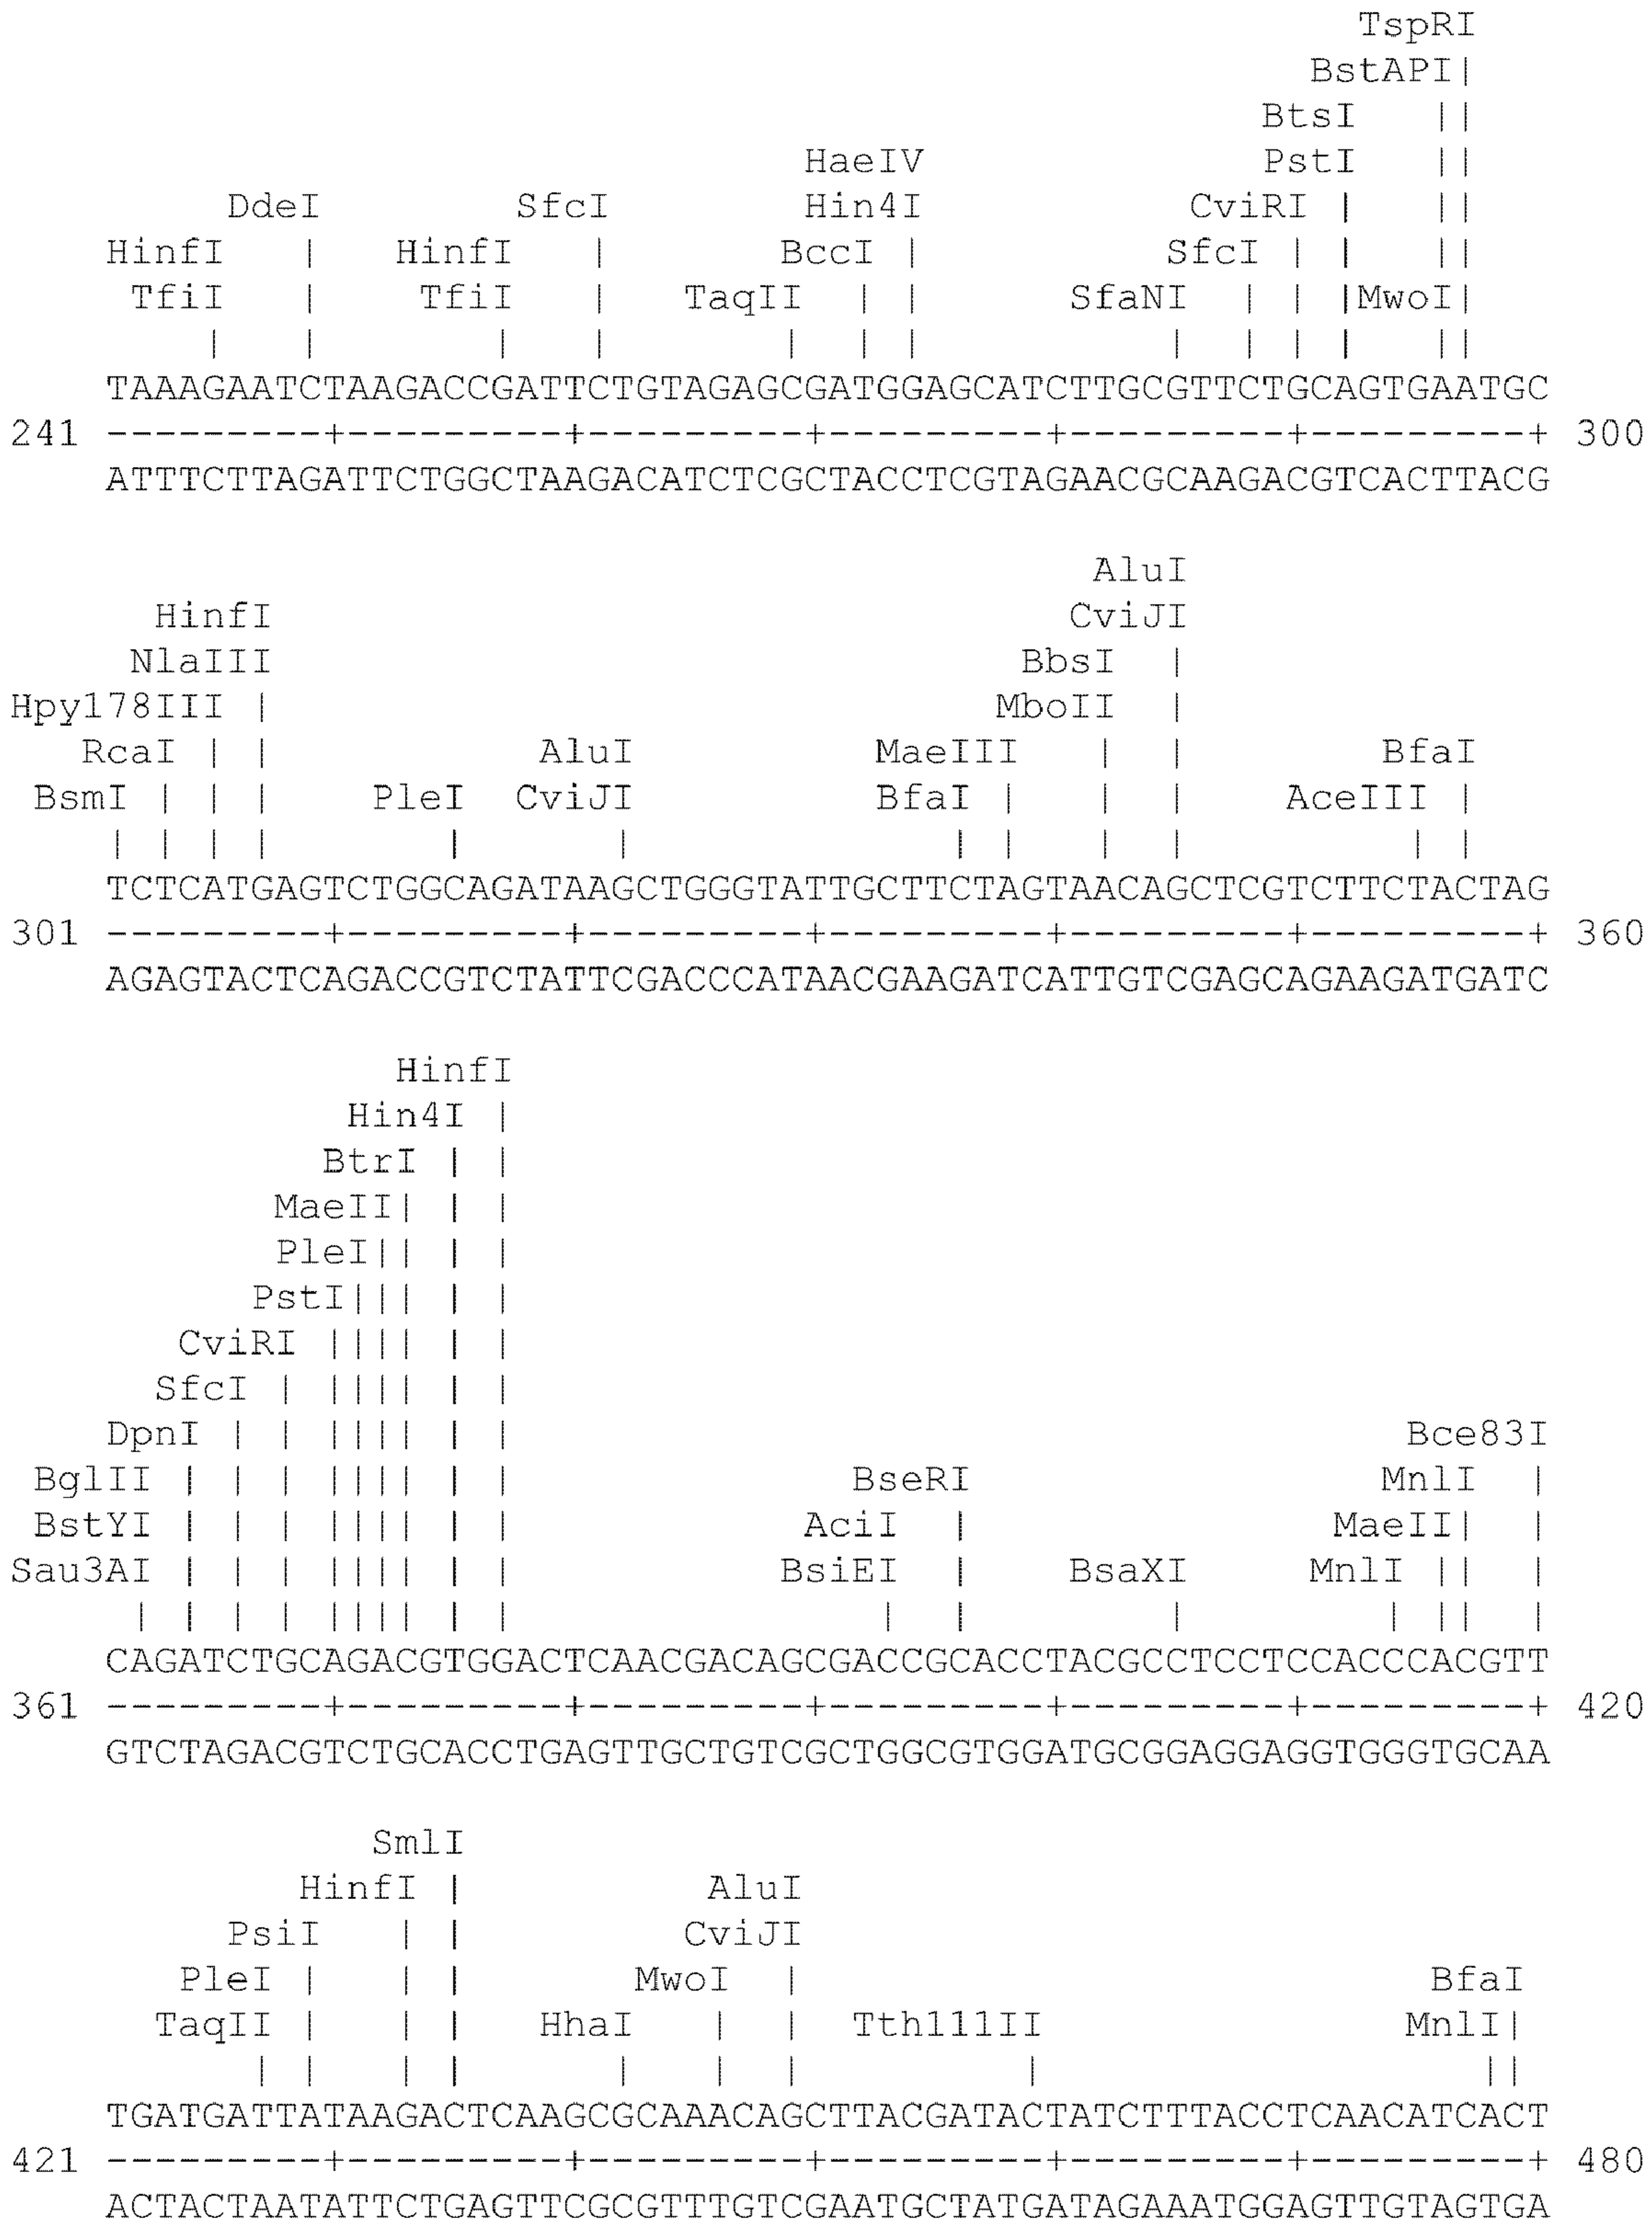 TspRI
BstAPI|
BtsI ||
HaeIV PstI ||
DdeI SfcI Hin4I CviRI | ||
HinfI | HinfI | BccI | SfcI | | ||
TfiI | TfiI | TaqII | | SfaNI | | |MwoI|
| | | | | | | | | | | ||
TAAAGAATCTAAGACCGATTCTGTAGAGCGATGGAGCATCTTGCGTTCTGCAGTGAATGC
241 ---------+---------+---------+---------+---------+---------+ 300
ATTTCTTAGATTCTGGCTAAGACATCTCGCTACCTCGTAGAACGCAAGACGTCACTTACG
AluI
HinfI CviJI
NlaIII BbsI |
Hpy178III | MboII |
RcaI | | AluI MaeIII | | BfaI
BsmI | | | PleI CviJI BfaI | | | AceIII |
| | | | | | | | | | | |
TCTCATGAGTCTGGCAGATAAGCTGGGTATTGCTTCTAGTAACAGCTCGTCTTCTACTAG
301 ---------+---------+---------+---------+---------+---------+ 360
AGAGTACTCAGACCGTCTATTCGACCCATAACGAAGATCATTGTCGAGCAGAAGATGATC
HinfI
Hin4I |
BtrI | |
MaeII| | |
PleI|| | |
PstI||| | |
CviRI |||| | |
SfcI | |||| | |
DpnI | | |||| | | Bce83I
BglII | | | |||| | | BseRI MnlI |
BstYI | | | |||| | | AciI | MaeII| |
Sau3AI | | | |||| | | BsiEI | BsaXI MnlI || |
| | | | |||| | | | | | | || |
CAGATCTGCAGACGTGGACTCAACGACAGCGACCGCACCTACGCCTCCTCCACCCACGTT
361 ---------+---------+---------+---------+---------+---------+ 420
GTCTAGACGTCTGCACCTGAGTTGCTGTCGCTGGCGTGGATGCGGAGGAGGTGGGTGCAA
SmlI
HinfI | AluI
PsiI | | CviJI
PleI | | | MwoI | BfaI
TaqII | | | HhaI | | Tth111II MnlI|
| | | | | | | | ||
TGATGATTATAAGACTCAAGCGCAAACAGCTTACGATACTATCTTTACCTCAACATCACT
421 ---------+---------+---------+---------+---------+---------+ 480
ACTACTAATATTCTGAGTTCGCGTTTGTCGAATGCTATGATAGAAATGGAGTTGTAGTGA